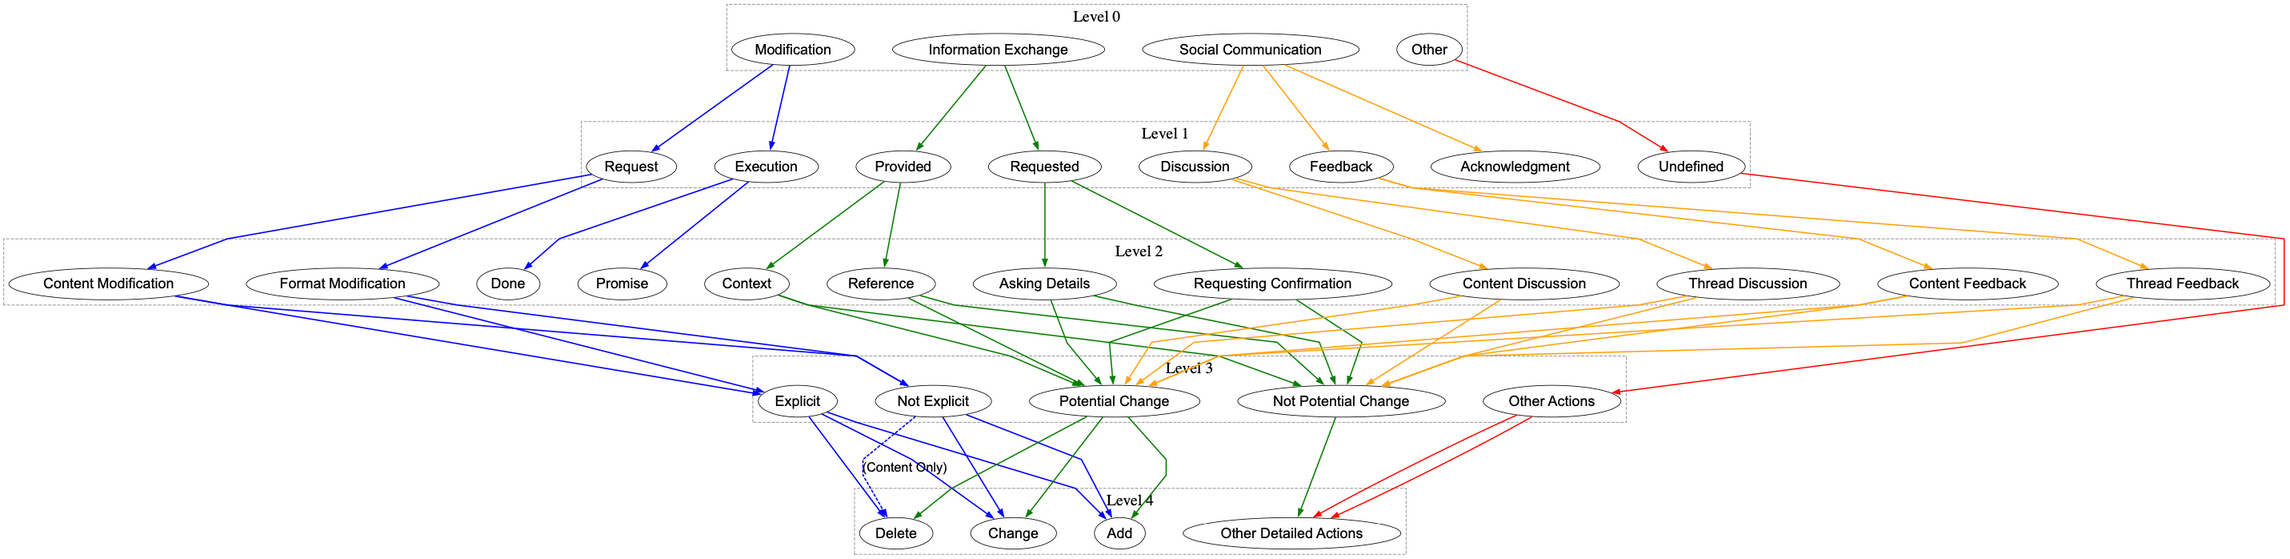 Level 0
Modification
Information Exchange
Social Communication
Other
Level 1
Request
Execution
Provided
Requested
Discussion
Feedback
Acknowledgment
Undefined
Level 2
Content Modification
Format Modification
Done
Promise
Context
Reference
Asking Details
Requesting Confirmation
Content Discussion
Thread Discussion
Content Feedback
Thread Feedback
Level 3
Explicit
Not Explicit
Potential Change
Not Potential Change
Other Actions
(Content Only)
Level 4
Delete
Change
Add
Other Detailed Actions